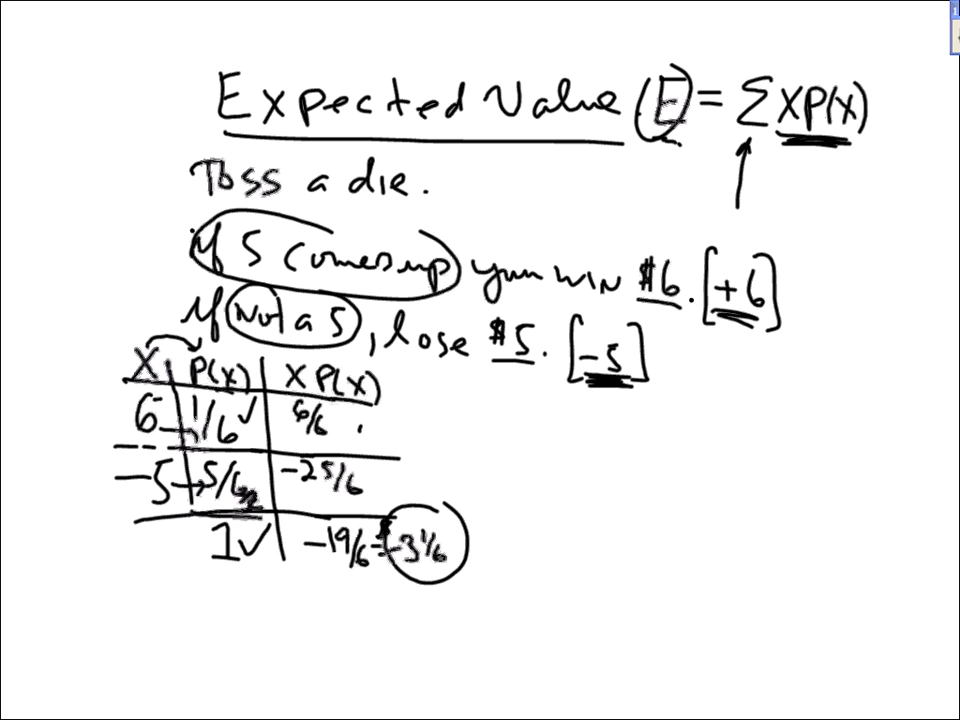 Expected Value (E) = Σ XP(X)
Toss a die.
if 5 comes up you win $6. [+6]
if Not a 5, lose $5. [-5]
X P(X) X P(X)
6 1/6 ✓ 6/6
-5 5/6 -25/6
1 ✓ -19/6 = -3 1/6